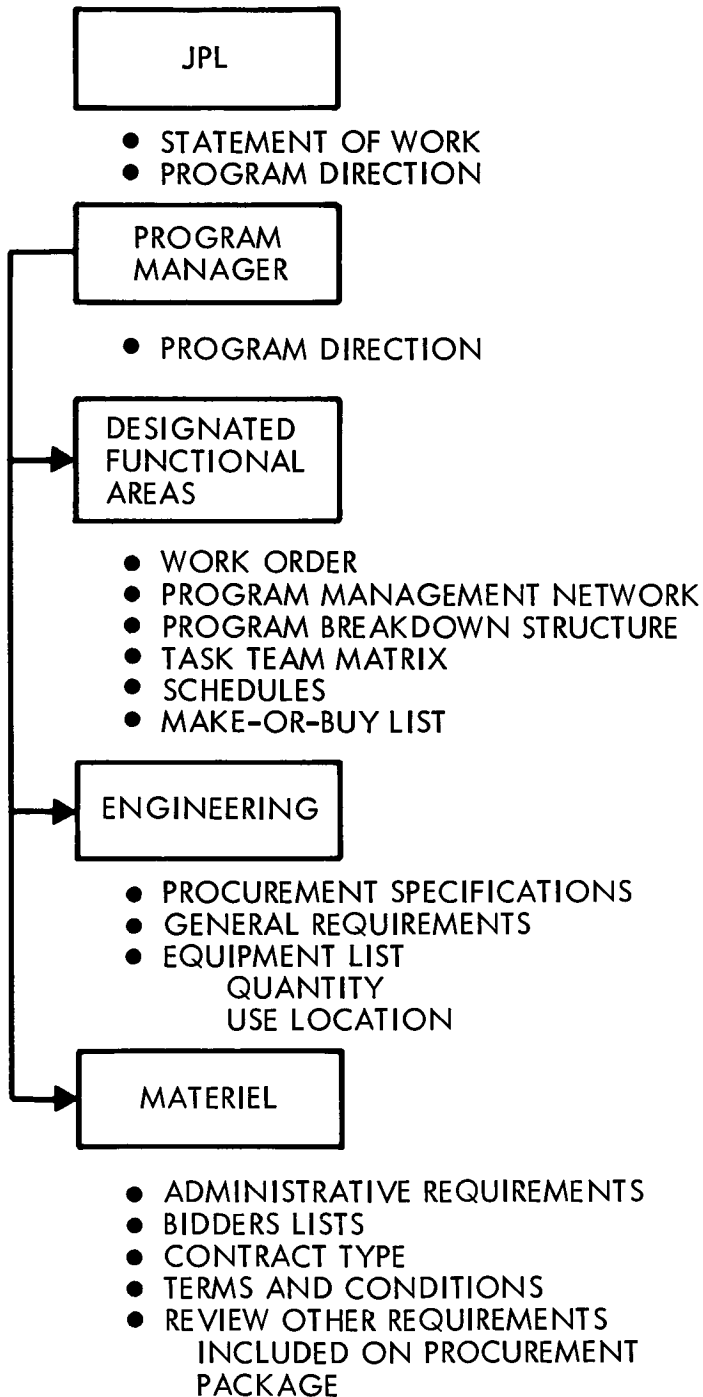 JPL
● STATEMENT OF WORK
● PROGRAM DIRECTION
PROGRAM
MANAGER
● PROGRAM DIRECTION
DESIGNATED
FUNCTIONAL
AREAS
● WORK ORDER
● PROGRAM MANAGEMENT NETWORK
● PROGRAM BREAKDOWN STRUCTURE
● TASK TEAM MATRIX
● SCHEDULES
● MAKE-OR-BUY LIST
ENGINEERING
● PROCUREMENT SPECIFICATIONS
● GENERAL REQUIREMENTS
● EQUIPMENT LIST
QUANTITY
USE LOCATION
MATERIEL
● ADMINISTRATIVE REQUIREMENTS
● BIDDERS LISTS
● CONTRACT TYPE
● TERMS AND CONDITIONS
● REVIEW OTHER REQUIREMENTS
INCLUDED ON PROCUREMENT
PACKAGE